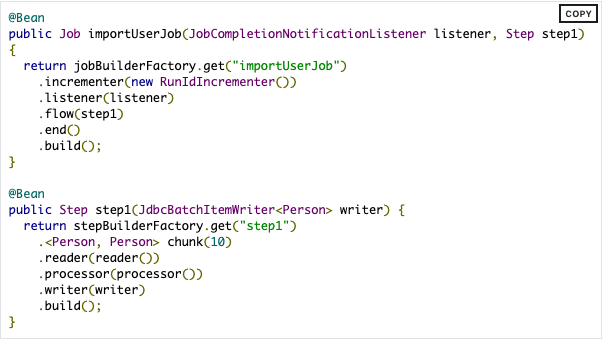 COPY
@Bean
public Job importUserJob(JobCompletionNotificationListener listener, Step step1)
{
  return jobBuilderFactory.get("importUserJob")
    .incrementer(new RunIdIncrementer())
    .listener(listener)
    .flow(step1)
    .end()
    .build();
}

@Bean
public Step step1(JdbcBatchItemWriter<Person> writer) {
  return stepBuilderFactory.get("step1")
    .<Person, Person> chunk(10)
    .reader(reader())
    .processor(processor())
    .writer(writer)
    .build();
}